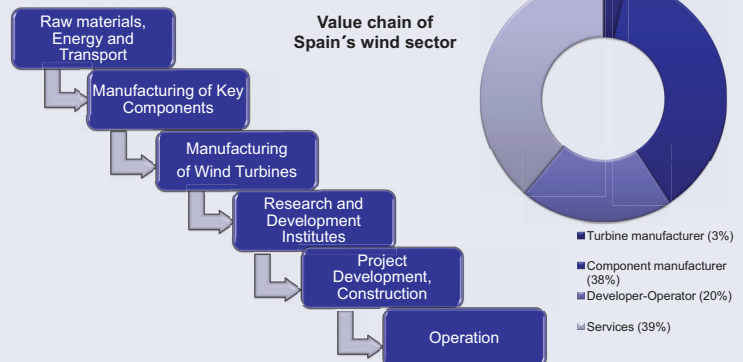 Value chain of
Spain´s wind sector
Raw materials,
Energy and
Transport
Manufacturing of Key
Components
Manufacturing
of Wind Turbines
Research and
Development
Institutes
Project
Development,
Construction
Operation
Turbine manufacturer (3%)
Component manufacturer
(38%)
Developer-Operator (20%)
Services (39%)